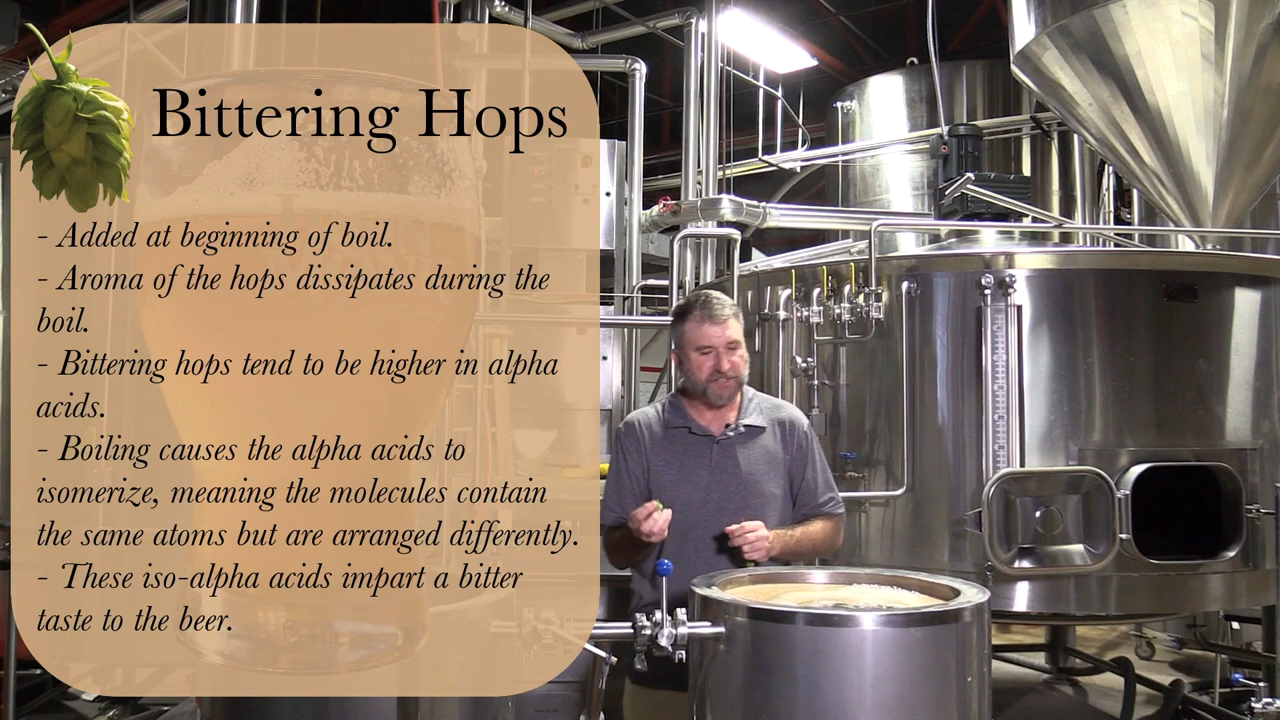 Bittering Hops
- Added at beginning of boil.
- Aroma of the hops dissipates during the
boil.
- Bittering hops tend to be higher in alpha
acids.
- Boiling causes the alpha acids to
isomerize, meaning the molecules contain
the same atoms but are arranged differently.
- These iso-alpha acids impart a bitter
taste to the beer.